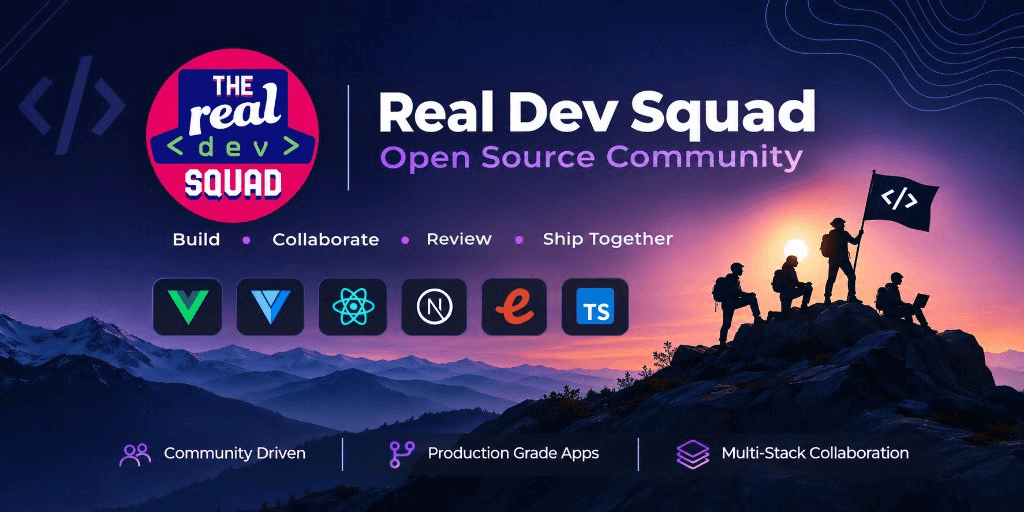 THE
real
<dev>
SQUAD
Real Dev Squad
Open Source Community
Build • Collaborate • Review • Ship Together
N
e
TS
</>
</>
Community Driven
Production Grade Apps
Multi-Stack Collaboration